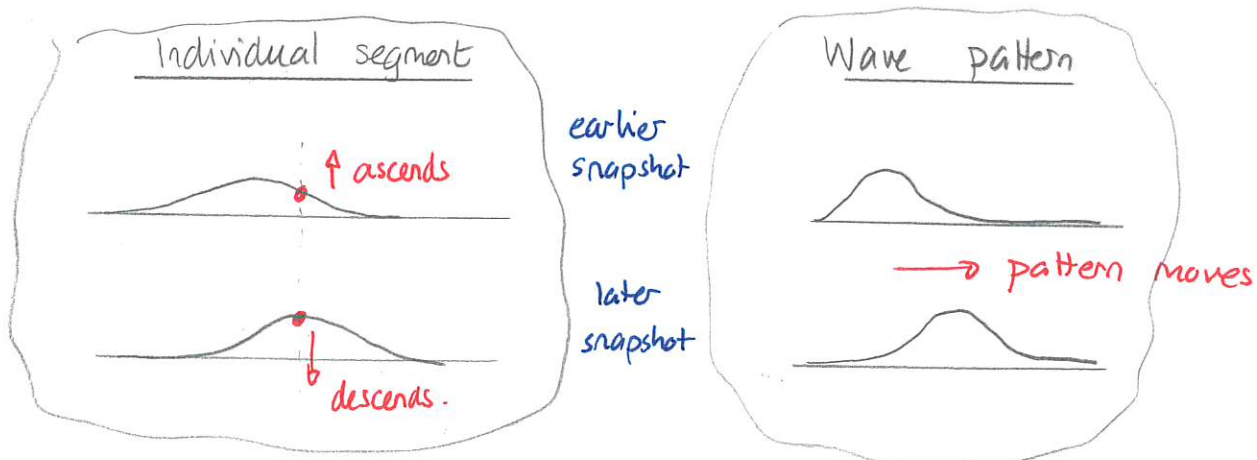 Individual segment
Wave pattern
earlier
snapshot
ascends
pattern moves
later
snapshot
descends.